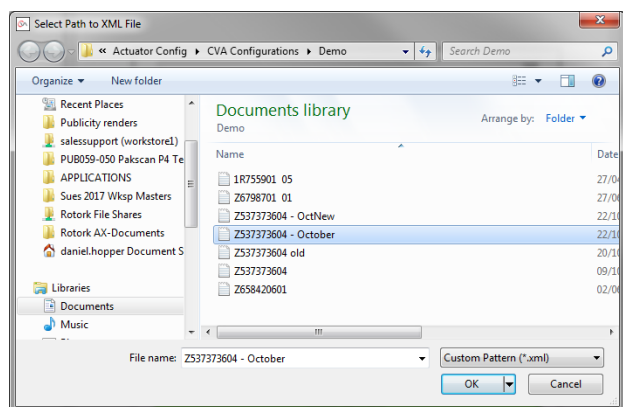 Select Path to XML File
« Actuator Config CVA Configurations Demo Search Demo
Organize New folder
Recent Places
Publicity renders
salessupport (workstore1)
PUB059-050 Pakscan P4 Te
APPLICATIONS
Sues 2017 Wksp Masters
Rotork File Shares
Rotork AX-Documents
daniel.hopper Document S
Libraries
Documents
Music
Documents library
Demo
Arrange by: Folder
Name Date
1R755901 05 27/0
Z6798701 01 27/0
Z537373604 - OctNew 22/1
Z537373604 - October 22/1
Z537373604 old 20/1
Z537373604 09/1
Z658420601 02/0
File name: Z537373604 - October Custom Pattern (*.xml)
OK Cancel